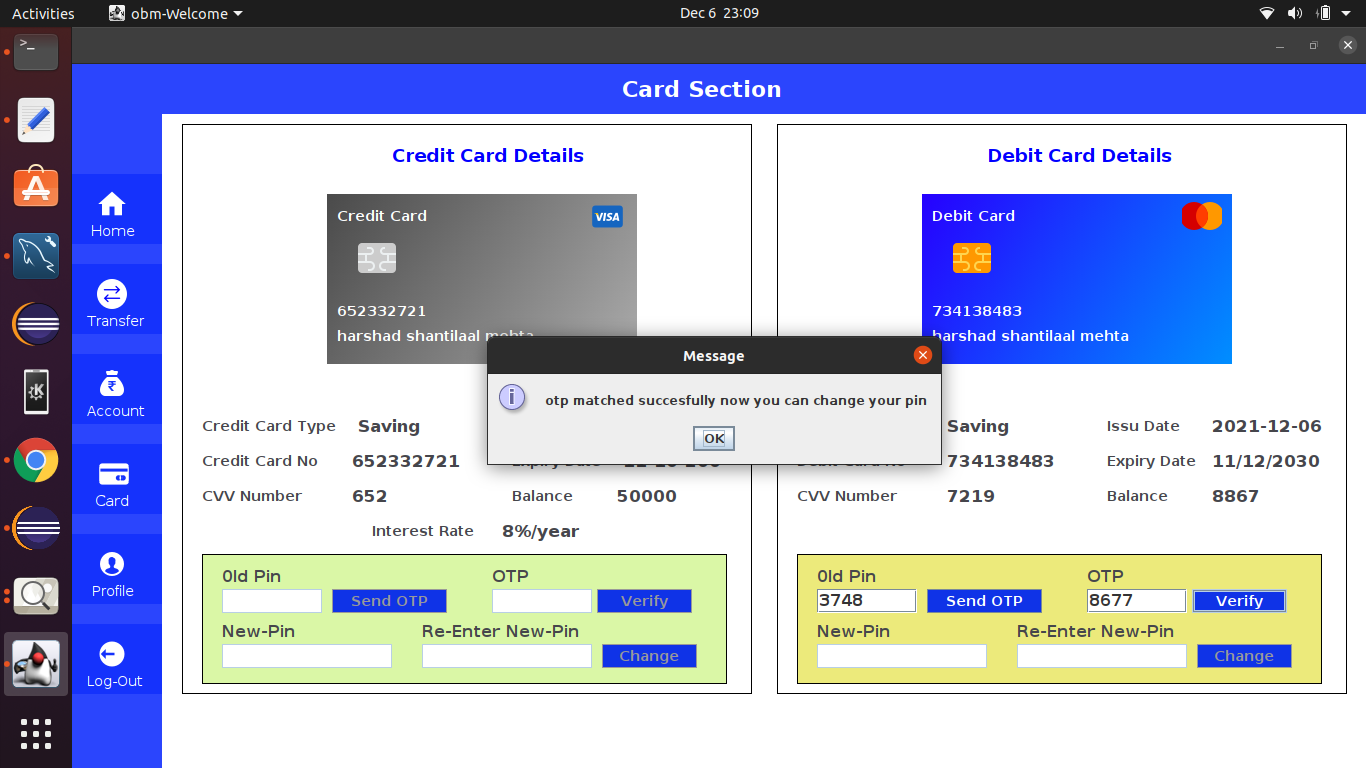 Activities
obm-Welcome
Dec 6 23:09
Card Section
Home
Transfer
Account
Card
Profile
Log-Out
Credit Card Details
Credit Card
VISA
652332721
harshad shantilaal mehta
Credit Card Type Saving
Credit Card No 652332721
CVV Number 652 Balance 50000
Interest Rate 8%/year
0ld Pin OTP
Send OTP Verify
New-Pin Re-Enter New-Pin
Change
Debit Card Details
Debit Card
734138483
harshad shantilaal mehta
Saving Issu Date 2021-12-06
734138483 Expiry Date 11/12/2030
CVV Number 7219 Balance 8867
0ld Pin OTP
3748 Send OTP 8677 Verify
New-Pin Re-Enter New-Pin
Change
Message
otp matched succesfully now you can change your pin
OK